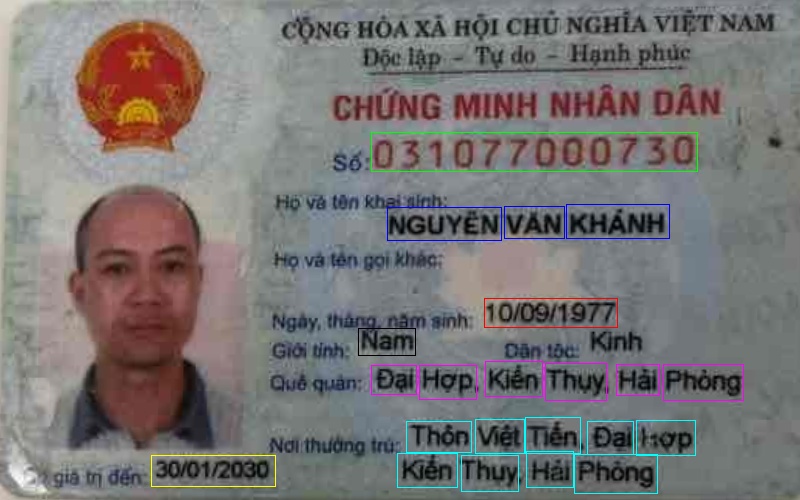 CỘNG HÒA XÃ HỘI CHỦ NGHĨA VIỆT NAM
Độc lập - Tự do - Hạnh phúc
CHỨNG MINH NHÂN DÂN
Số: 031077000730
Họ và tên khai sinh:
NGUYỄN VĂN KHÁNH
Họ và tên gọi khác:
Ngày, tháng, năm sinh: 10/09/1977
Giới tính: Nam Dân tộc: Kinh
Quê quán: Đại Hợp, Kiến Thụy, Hải Phòng
Nơi thường trú: Thôn Việt Tiến, Đại Hợp
Kiến Thụy, Hải Phòng
Có giá trị đến: 30/01/2030